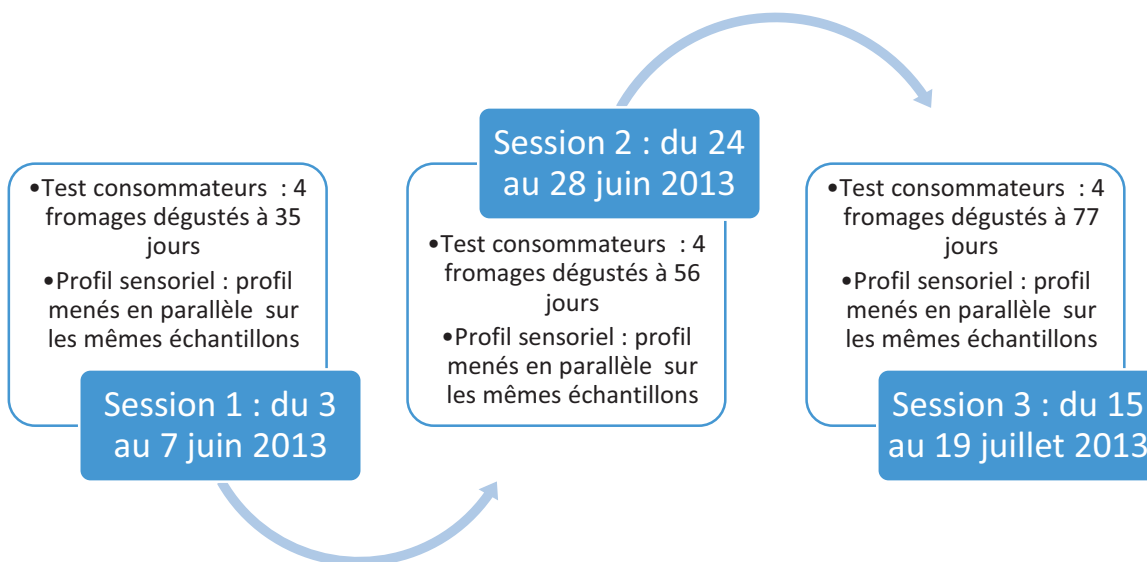 •Test consommateurs : 4
fromages dégustés à 35
jours
•Profil sensoriel : profil
menés en parallèle sur
les mêmes échantillons
Session 1 : du 3
au 7 juin 2013
Session 2 : du 24
au 28 juin 2013
•Test consommateurs : 4
fromages dégustés à 56
jours
•Profil sensoriel : profil
menés en parallèle sur
les mêmes échantillons
•Test consommateurs : 4
fromages dégustés à 77
jours
•Profil sensoriel : profil
menés en parallèle sur
les mêmes échantillons
Session 3 : du 15
au 19 juillet 2013